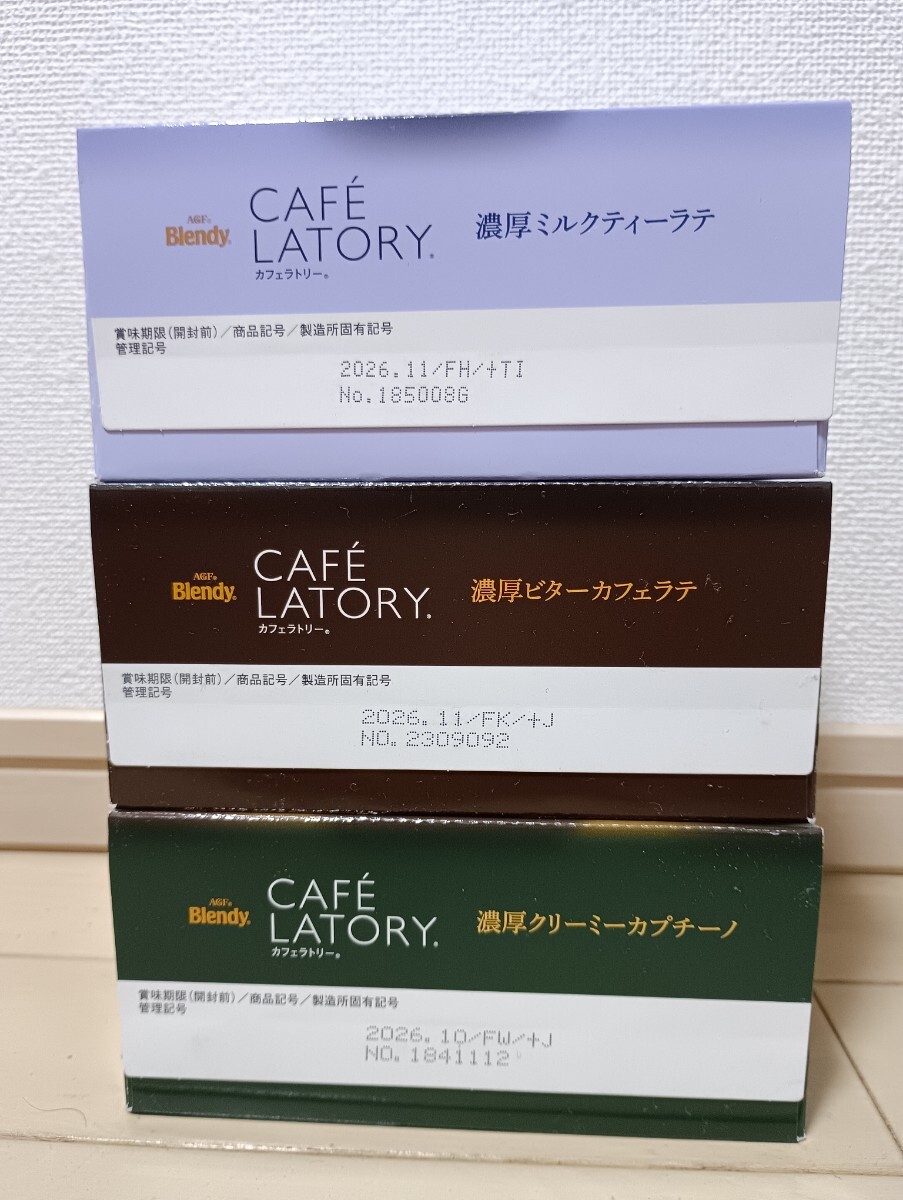 AGF®
Blendy®
CAFÉ
LATORY®
カフェラトリー®
濃厚ミルクティーラテ
賞味期限(開封前)/商品記号/製造所固有記号
管理記号
2026.11/FH/+TI
No.185008G
AGF®
Blendy®
CAFÉ
LATORY®
カフェラトリー®
濃厚ビターカフェラテ
賞味期限(開封前)/商品記号/製造所固有記号
管理記号
2026.11/FK/+J
NO.2309092
AGF®
Blendy®
CAFÉ
LATORY®
カフェラトリー®
濃厚クリーミーカプチーノ
賞味期限(開封前)/商品記号/製造所固有記号
管理記号
2026.10/FW/+J
NO.1841112